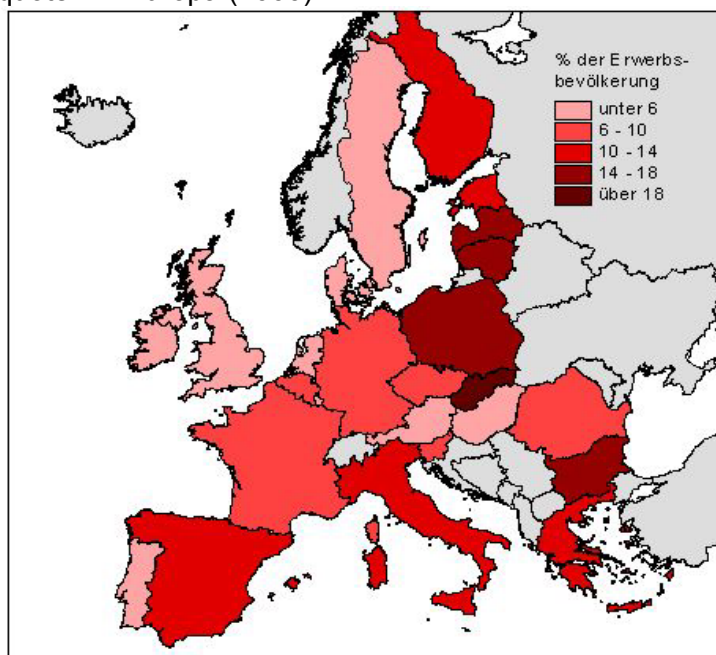 % der Erwerbs-
bevölkerung
unter 6
6 - 10
10 - 14
14 - 18
über 18